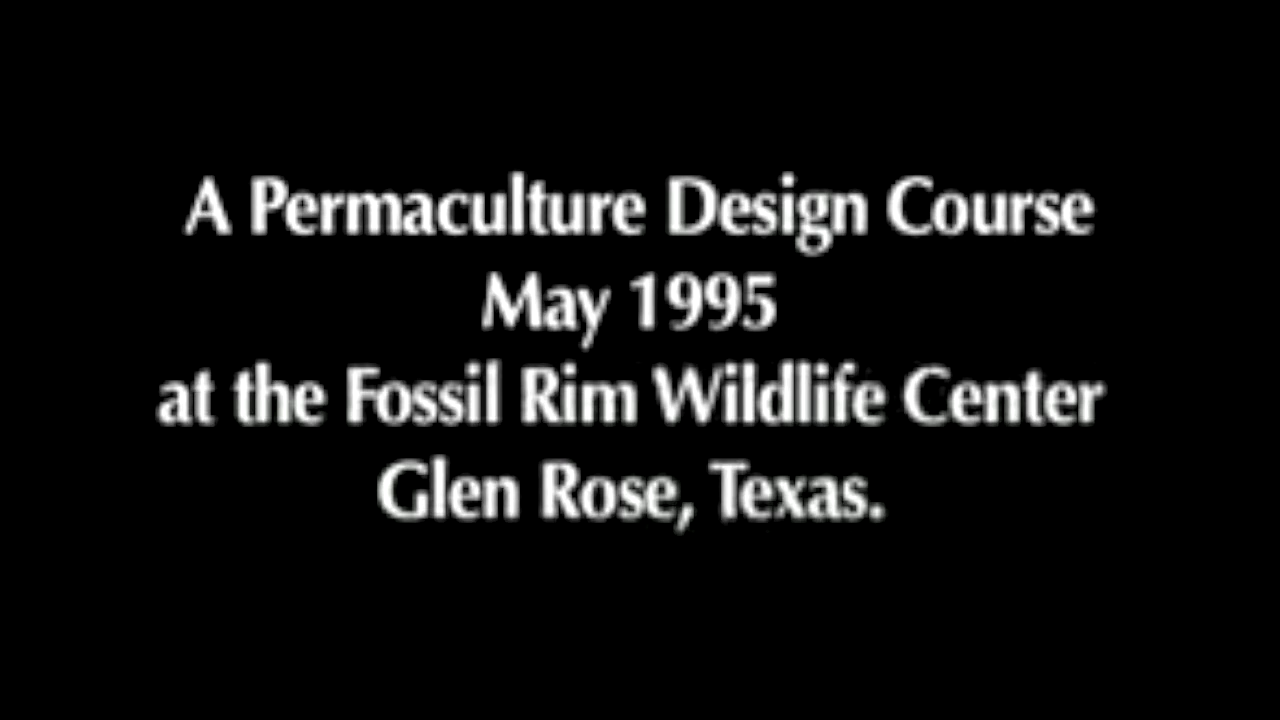 A Permaculture Design Course
May 1995
at the Fossil Rim Wildlife Center
Glen Rose, Texas.